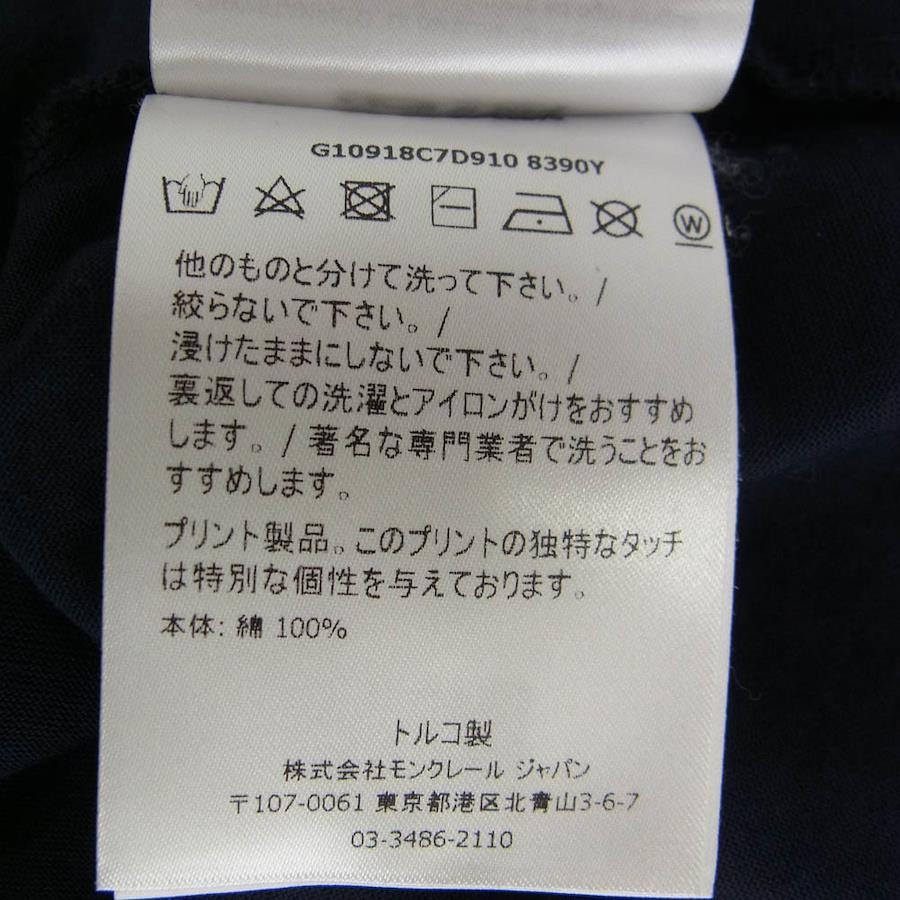 G10918C7D910 8390Y
W
他のものと分けて洗って下さい。/
絞らないで下さい。/
浸けたままにしないで下さい。/
裏返しての洗濯とアイロンがけをおすすめ
します。/ 著名な専門業者で洗うことをお
すすめします。
プリント製品。このプリントの独特なタッチ
は特別な個性を与えております。
本体: 綿 100%
トルコ製
株式会社モンクレール ジャパン
〒107-0061 東京都港区北青山3-6-7
03-3486-2110